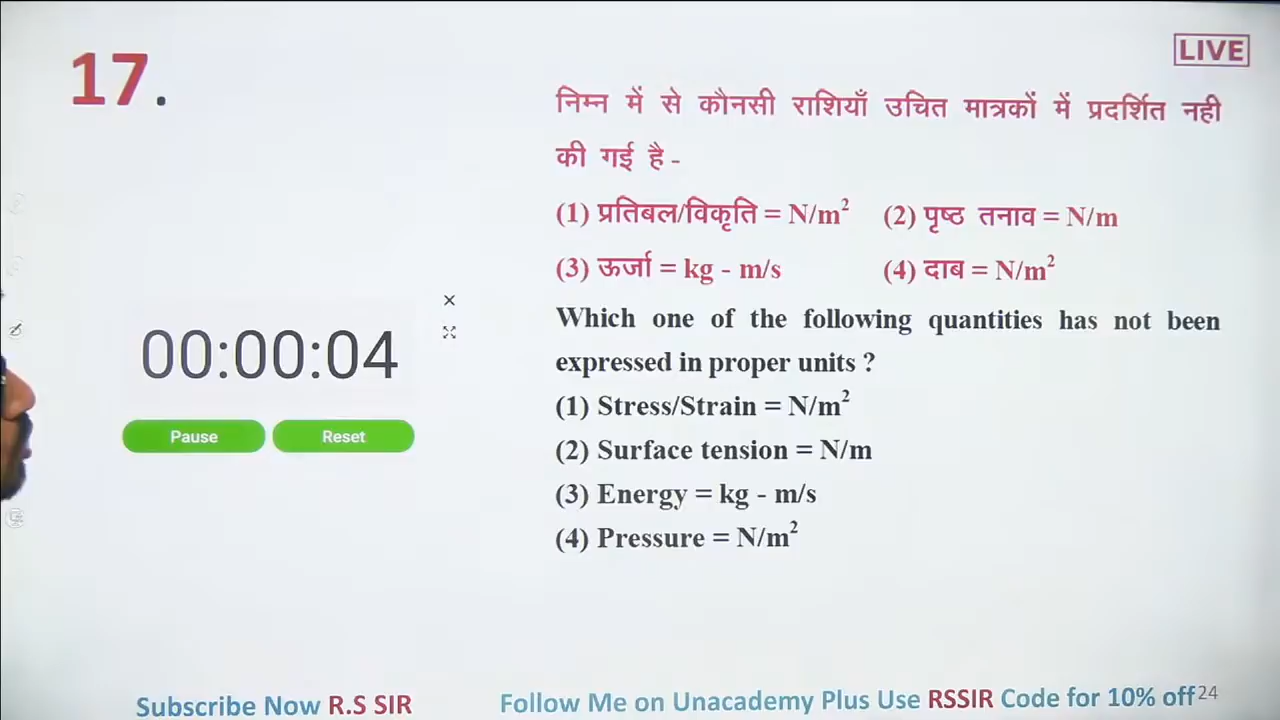 17.
LIVE
निम्न में से कौनसी राशियाँ उचित मात्रकों में प्रदर्शित नही
की गई है -
(1) प्रतिबल/विकृति = N/m² (2) पृष्ठ तनाव = N/m
(3) ऊर्जा = kg - m/s (4) दाब = N/m²
Which one of the following quantities has not been
expressed in proper units ?
(1) Stress/Strain = N/m²
(2) Surface tension = N/m
(3) Energy = kg - m/s
(4) Pressure = N/m²
00:00:04
Pause Reset
Subscribe Now R.S SIR
Follow Me on Unacademy Plus Use RSSIR Code for 10% off
24